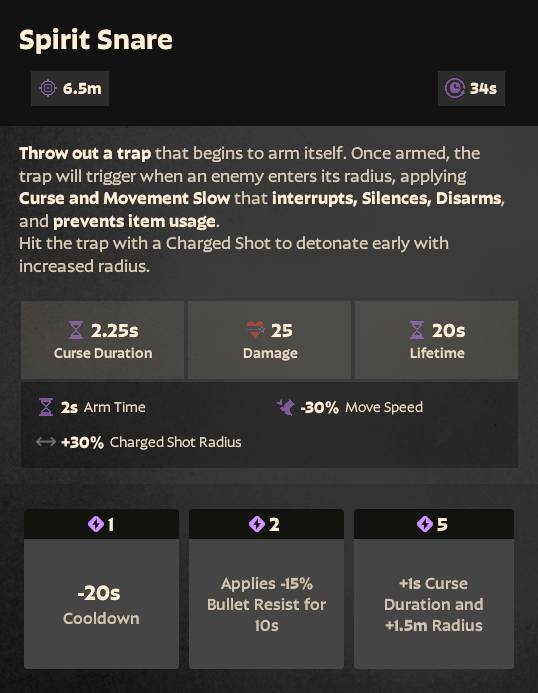 Spirit Snare
6.5m
34s
Throw out a trap that begins to arm itself. Once armed, the
trap will trigger when an enemy enters its radius, applying
Curse and Movement Slow that interrupts, Silences, Disarms,
and prevents item usage.
Hit the trap with a Charged Shot to detonate early with
increased radius.
2.25s
Curse Duration
25
Damage
20s
Lifetime
2s Arm Time
-30% Move Speed
+30% Charged Shot Radius
1
-20s
Cooldown
2
Applies -15%
Bullet Resist for
10s
5
+1s Curse
Duration and
+1.5m Radius